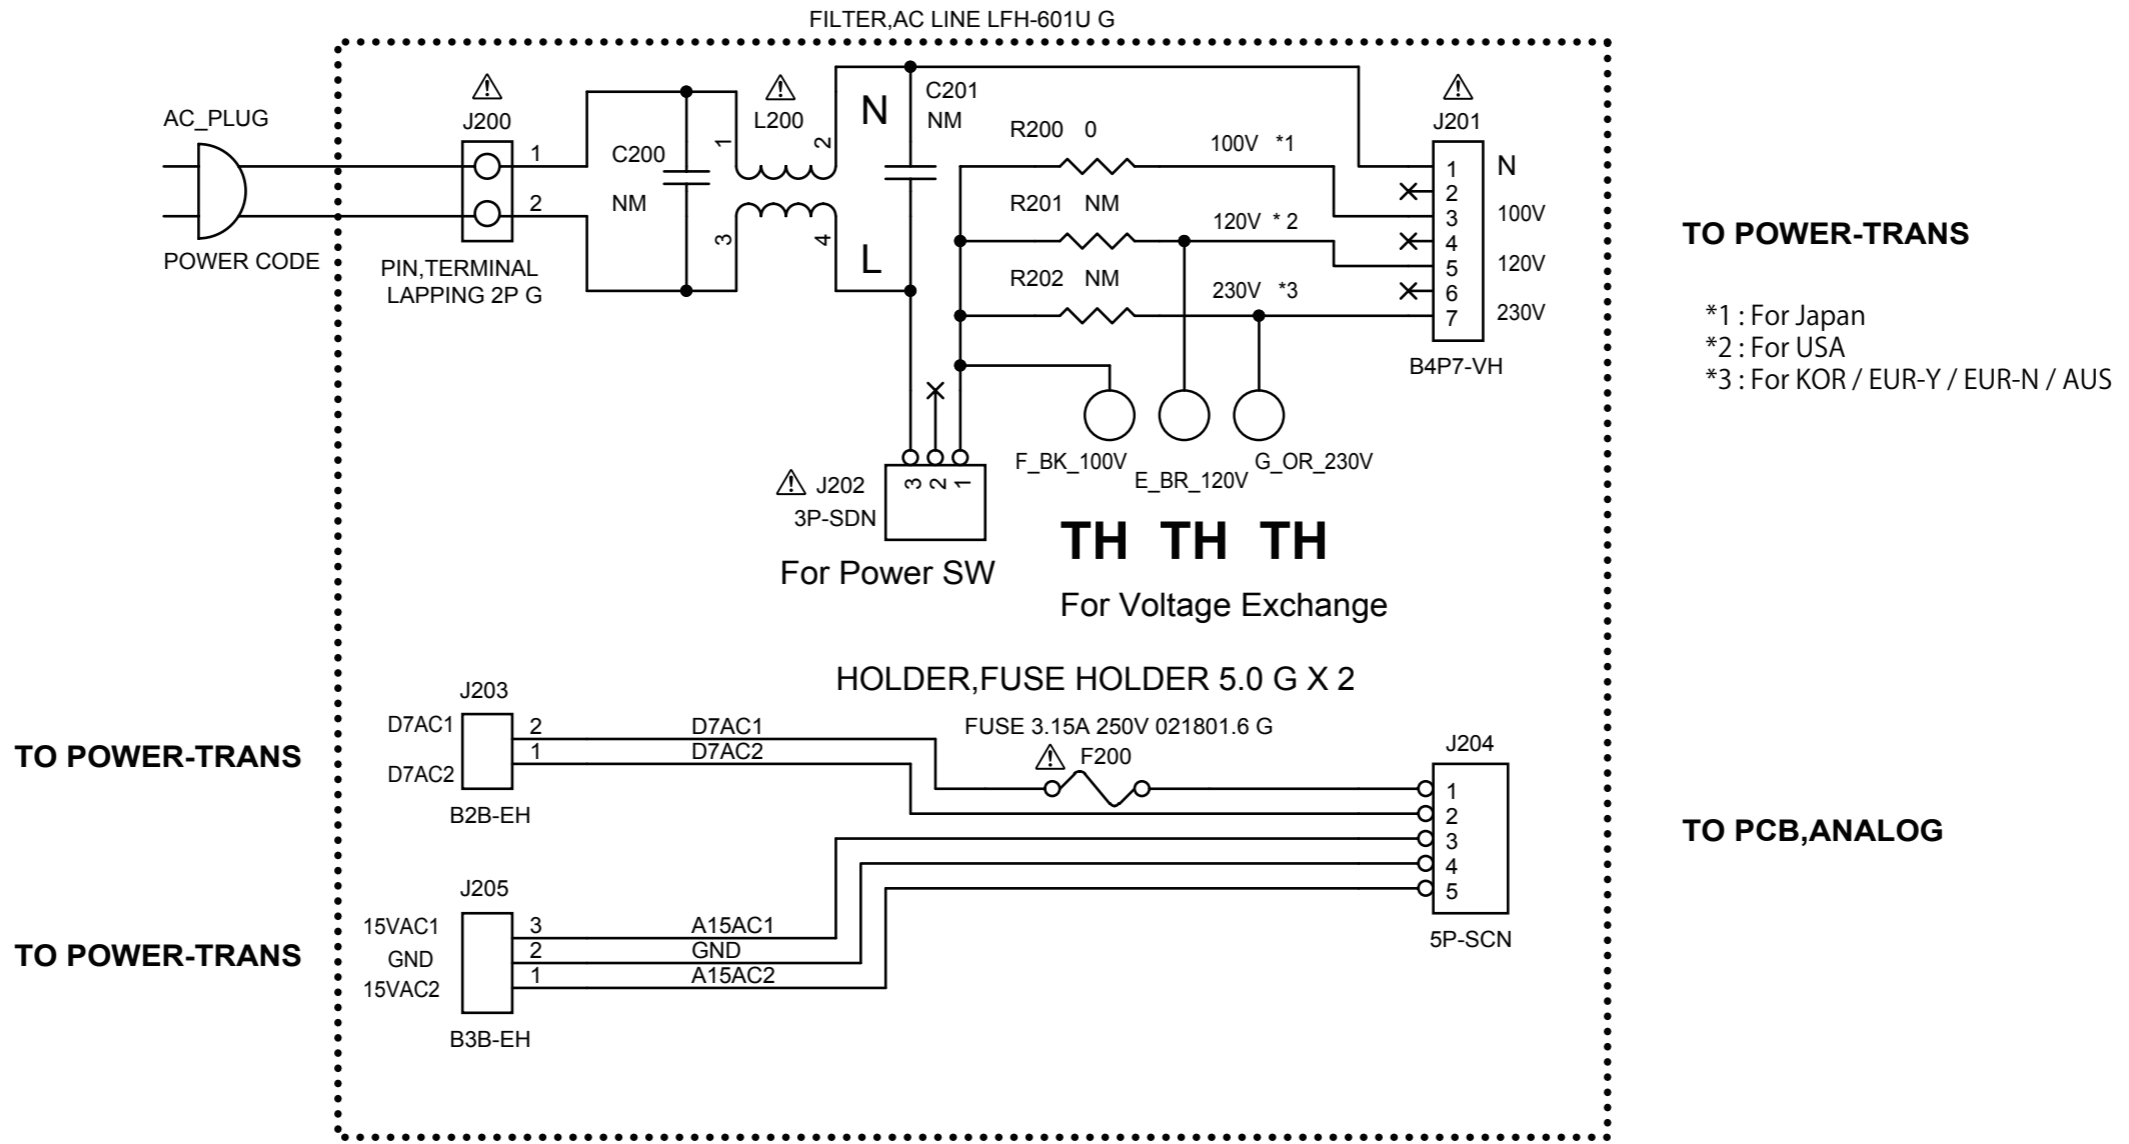 FILTER,AC LINE LFH-601U G
AC_PLUG
POWER CODE
J200
1
2
PIN,TERMINAL
LAPPING 2P G
C200
NM
L200
1
2
3
4
N
L
C201
NM
R200 0
100V *1
R201 NM
120V * 2
R202 NM
230V *3
J201
1 N
2
3 100V
4
5 120V
6
7 230V
B4P7-VH
TO POWER-TRANS
*1 : For Japan
*2 : For USA
*3 : For KOR / EUR-Y / EUR-N / AUS
J202
3P-SDN
3
2
1
For Power SW
F_BK_100V
E_BR_120V
G_OR_230V
TH TH TH
For Voltage Exchange
HOLDER,FUSE HOLDER 5.0 G X 2
FUSE 3.15A 250V 021801.6 G
F200
TO POWER-TRANS
J203
D7AC1 2 D7AC1
D7AC2 1 D7AC2
B2B-EH
J204
1
2
3
4
5
5P-SCN
TO PCB,ANALOG
TO POWER-TRANS
J205
15VAC1 3 A15AC1
GND 2 GND
15VAC2 1 A15AC2
B3B-EH